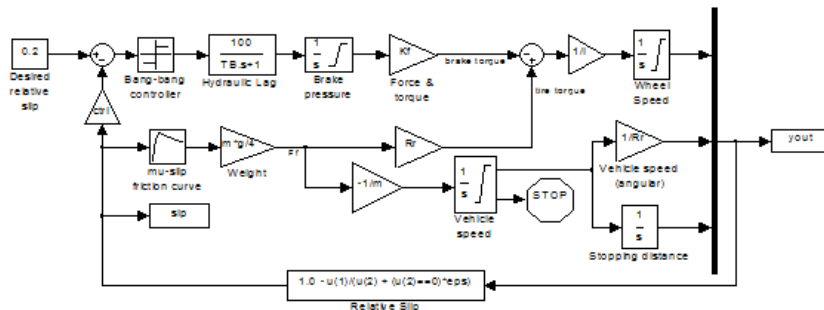 0.2
Desired
relative
slip
Bang-bang
controller
100
TB.s+1
Hydraulic Lag
1
s
Brake
pressure
Kf
Force &
torque
brake torque
tire torque
1/I
1
s
Wheel
Speed
ctrl
mu-slip
friction curve
m*g/4
Weight
Fr
Rr
-1/m
1
s
Vehicle
speed
STOP
1/Rr
Vehicle speed
(angular)
1
s
Stopping distance
yout
slp
1.0 - u(1)/(u(2) + (u(2)==0)*eps)
Relative Slip